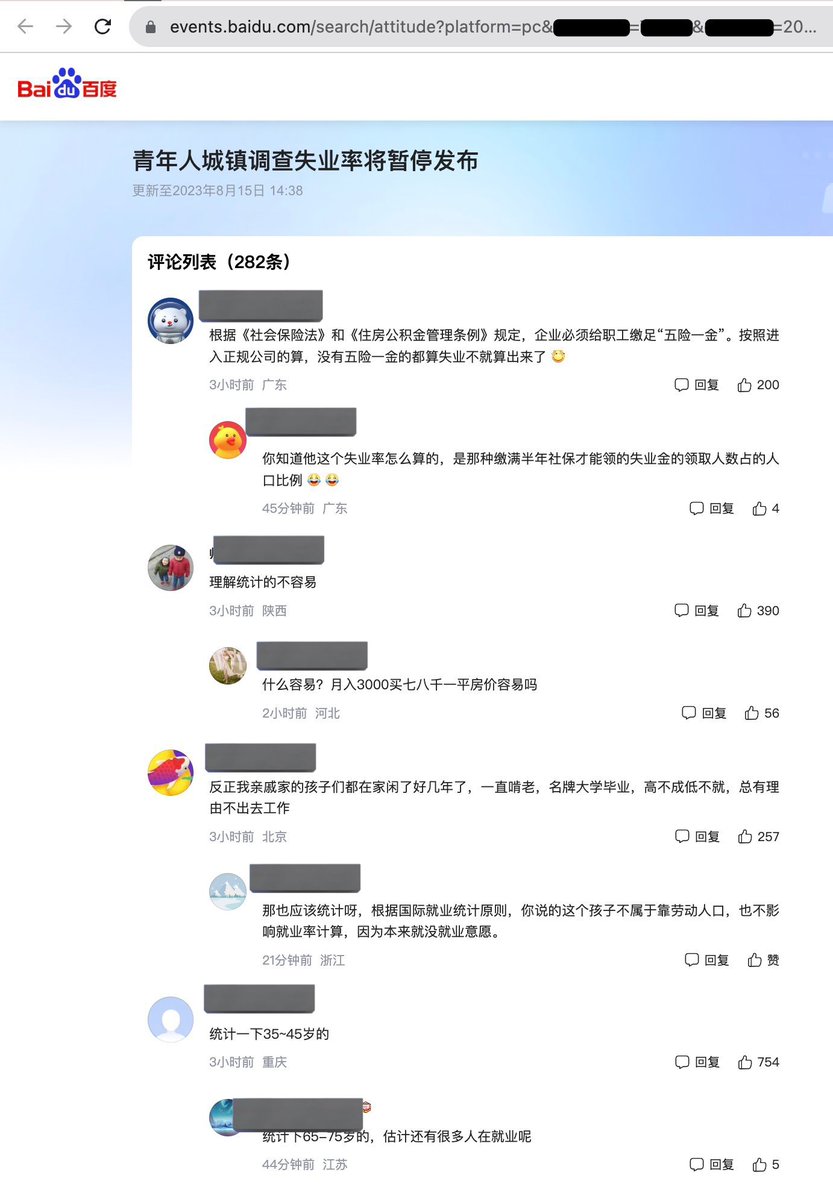 events.baidu.com/search/attitude?platform=pc&
=
&
=20...
Bai du 百度
青年人城镇调查失业率将暂停发布
更新至2023年8月15日 14:38
评论列表（282条）
根据《社会保险法》和《住房公积金管理条例》规定，企业必须给职工缴足“五险一金”。按照进
入正规公司的算，没有五险一金的都算失业不就算出来了 😁
3小时前 广东 回复 200
你知道他这个失业率怎么算的，是那种缴满半年社保才能领的失业金的领取人数占的人
口比例 😂 😂
45分钟前 广东 回复 4
理解统计的不容易
3小时前 陕西 回复 390
什么容易？月入3000买七八千一平房价容易吗
2小时前 河北 回复 56
反正我亲戚家的孩子们都在家闲了好几年了，一直啃老，名牌大学毕业，高不成低不就，总有理
由不出去工作
3小时前 北京 回复 257
那也应该统计呀，根据国际就业统计原则，你说的这个孩子不属于靠劳动人口，也不影
响就业率计算，因为本来就没就业意愿。
21分钟前 浙江 回复 赞
统计一下35~45岁的
3小时前 重庆 回复 754
统计下65-75岁的，估计还有很多人在就业呢
44分钟前 江苏 回复 5